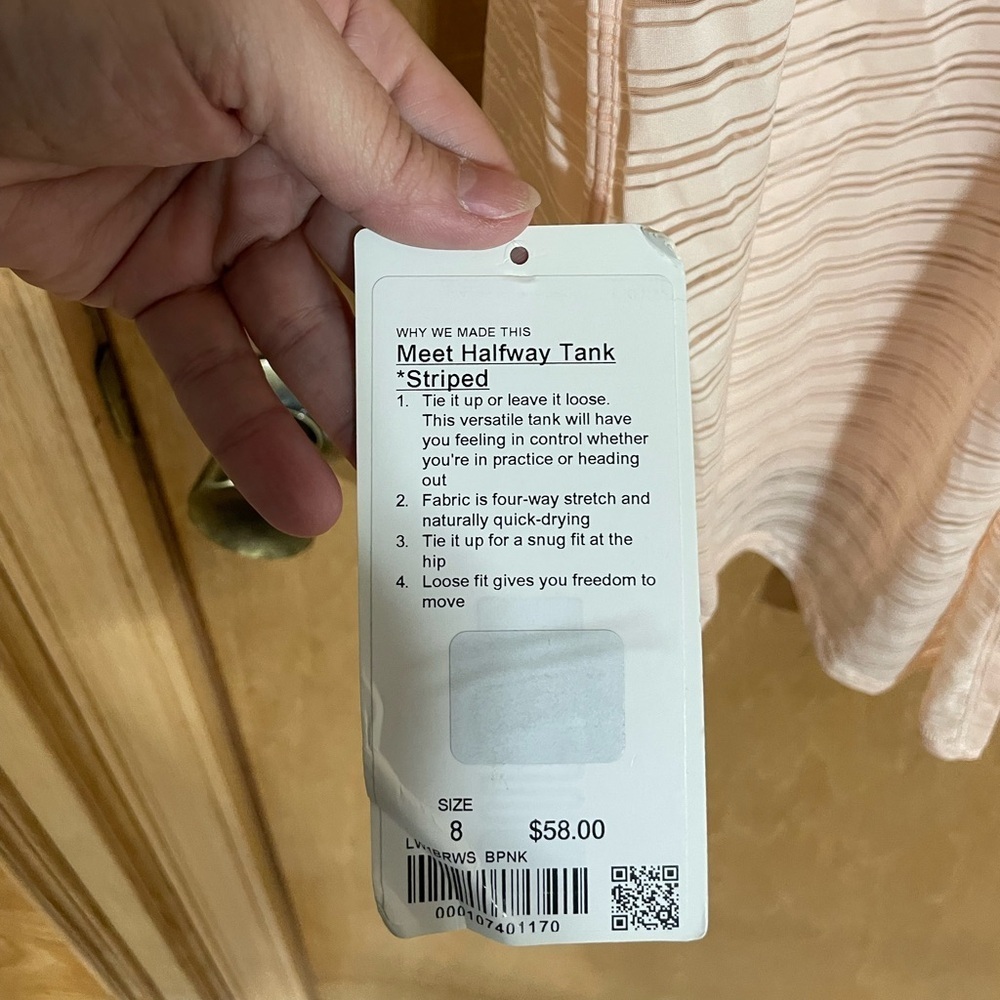 WHY WE MADE THIS
Meet Halfway Tank
*Striped
1. Tie it up or leave it loose.
This versatile tank will have
you feeling in control whether
you're in practice or heading
out
2. Fabric is four-way stretch and
naturally quick-drying
3. Tie it up for a snug fit at the
hip
4. Loose fit gives you freedom to
move
SIZE
8 $58.00
BPNK
000107401170